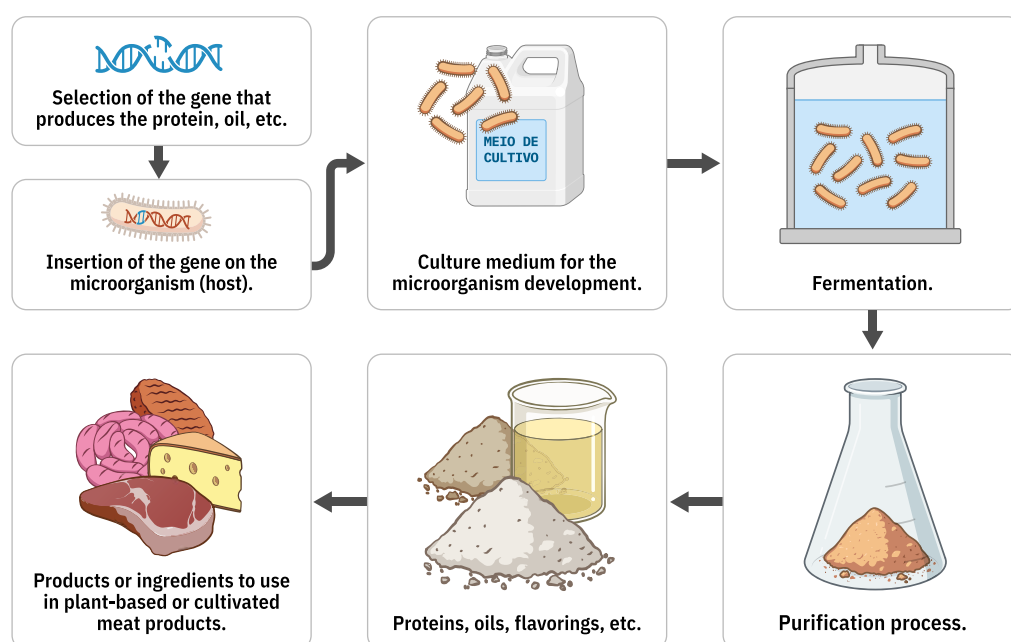 Selection of the gene that
produces the protein, oil, etc.
Insertion of the gene on the
microorganism (host).
MEIO DE
CULTIVO
Culture medium for the
microorganism development.
Fermentation.
Purification process.
Proteins, oils, flavorings, etc.
Products or ingredients to use
in plant-based or cultivated
meat products.